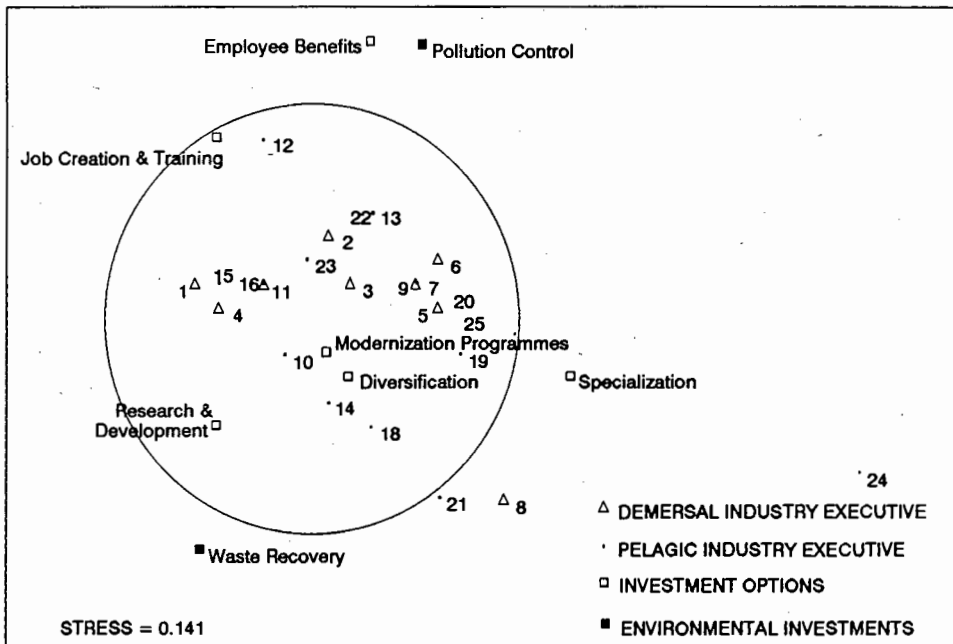 Employee Benefits
Pollution Control
Job Creation & Training
12
22 13
2
23
6
15
16
1
11
3
9 7
4
5
20
25
Modernization Programmes
10
19
Diversification
Specialization
14
Research &
Development
18
24
21
8
DEMERSAL INDUSTRY EXECUTIVE
Waste Recovery
PELAGIC INDUSTRY EXECUTIVE
INVESTMENT OPTIONS
STRESS = 0.141
ENVIRONMENTAL INVESTMENTS